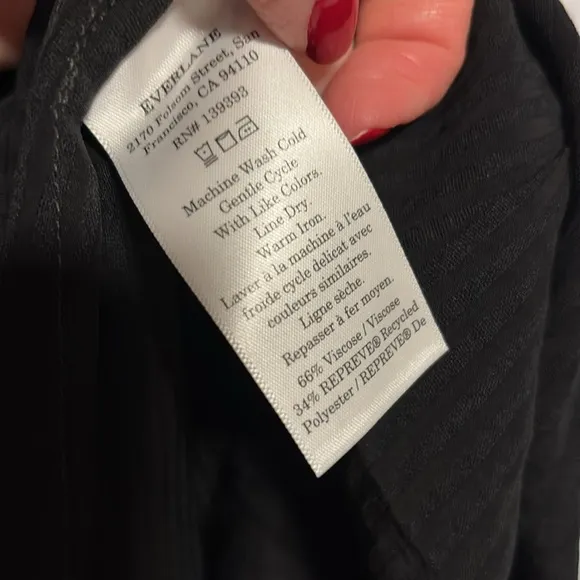 EVERLANE
2170 Folsom Street, San
Francisco, CA 94110
RN# 139393
Machine Wash Cold
Gentle Cycle
With Like Colors.
Line Dry.
Warm Iron.
Laver à la machine à l'eau
froide cycle delicat avec
couleurs similaires.
Ligne sèche.
Repasser à fer moyen.
66% Viscose / Viscose
34% REPREVE® Recycled
Polyester / REPREVE® De